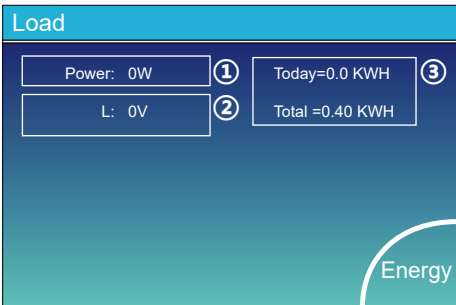 Load
Power: 0W ①
L: 0V ②
Today=0.0 KWH ③
Total =0.40 KWH
Energy